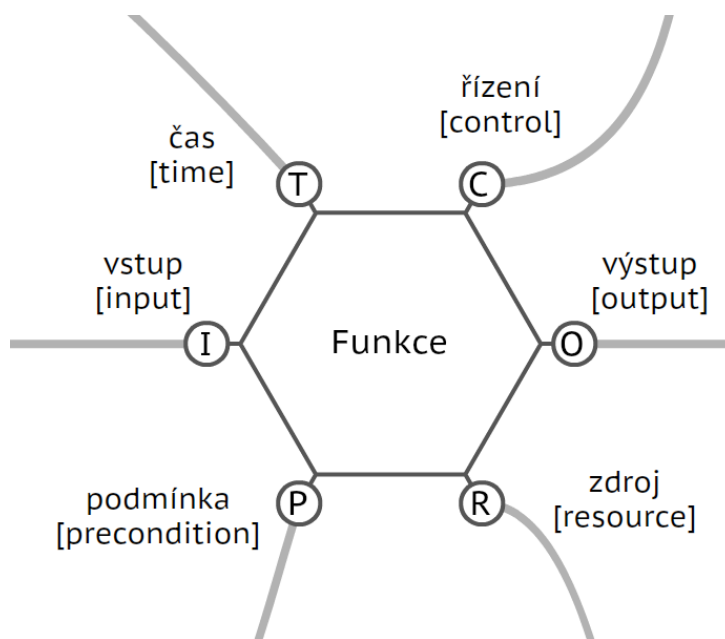 řízení
[control]
čas
[time]
T
C
vstup
[input]
výstup
[output]
I
Funkce
O
podmínka
[precondition]
P
R
zdroj
[resource]